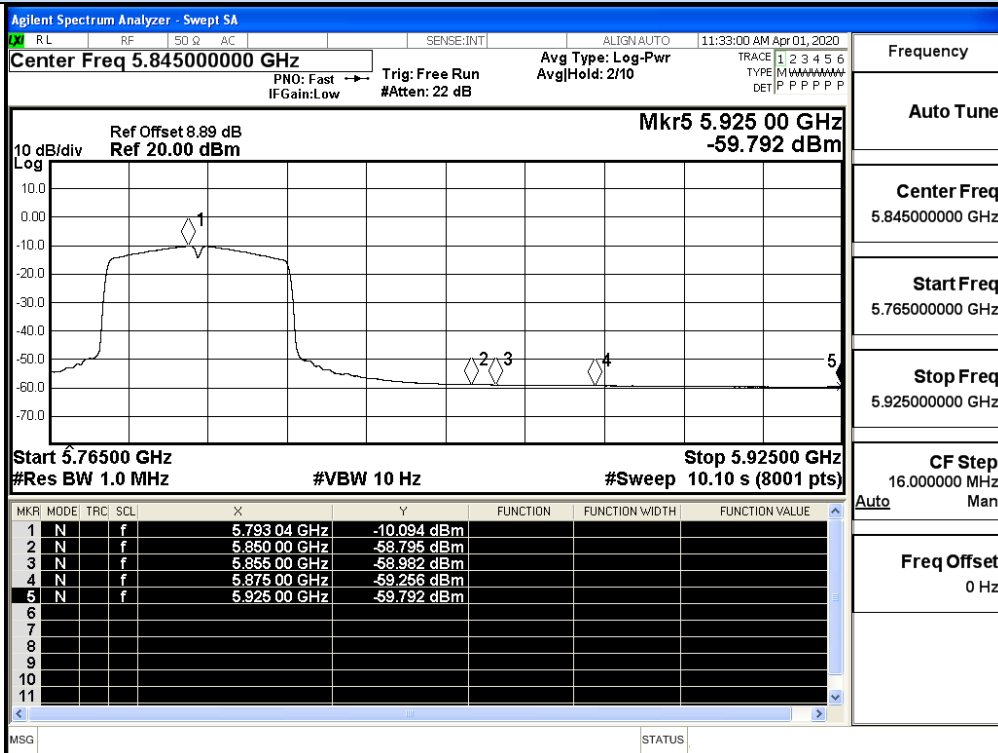 Agilent Spectrum Analyzer - Swept SA
LXI RL RF 50 Ω AC SENSE:INT ALIGN AUTO 11:33:00 AM Apr 01, 2020
Center Freq 5.845000000 GHz
PNO: Fast
IFGain:Low
Trig: Free Run
#Atten: 22 dB
Avg Type: Log-Pwr
Avg|Hold: 2/10
TRACE 1 2 3 4 5 6
TYPE M WWWWW
DET P P P P P P
Mkr5 5.925 00 GHz
-59.792 dBm
Ref Offset 8.89 dB
10 dB/div Ref 20.00 dBm
Log
10.0
0.00
-10.0
-20.0
-30.0
-40.0
-50.0
-60.0
-70.0
1
2
3
4
5
Start 5.76500 GHz Stop 5.92500 GHz
#Res BW 1.0 MHz #VBW 10 Hz #Sweep 10.10 s (8001 pts)
MKR MODE TRC SCL X Y FUNCTION FUNCTION WIDTH FUNCTION VALUE
1 N f 5.793 04 GHz -10.094 dBm
2 N f 5.850 00 GHz -58.795 dBm
3 N f 5.855 00 GHz -58.982 dBm
4 N f 5.875 00 GHz -59.256 dBm
5 N f 5.925 00 GHz -59.792 dBm
6
7
8
9
10
11
MSG STATUS
Frequency
Auto Tune
Center Freq
5.845000000 GHz
Start Freq
5.765000000 GHz
Stop Freq
5.925000000 GHz
CF Step
16.000000 MHz
Auto Man
Freq Offset
0 Hz